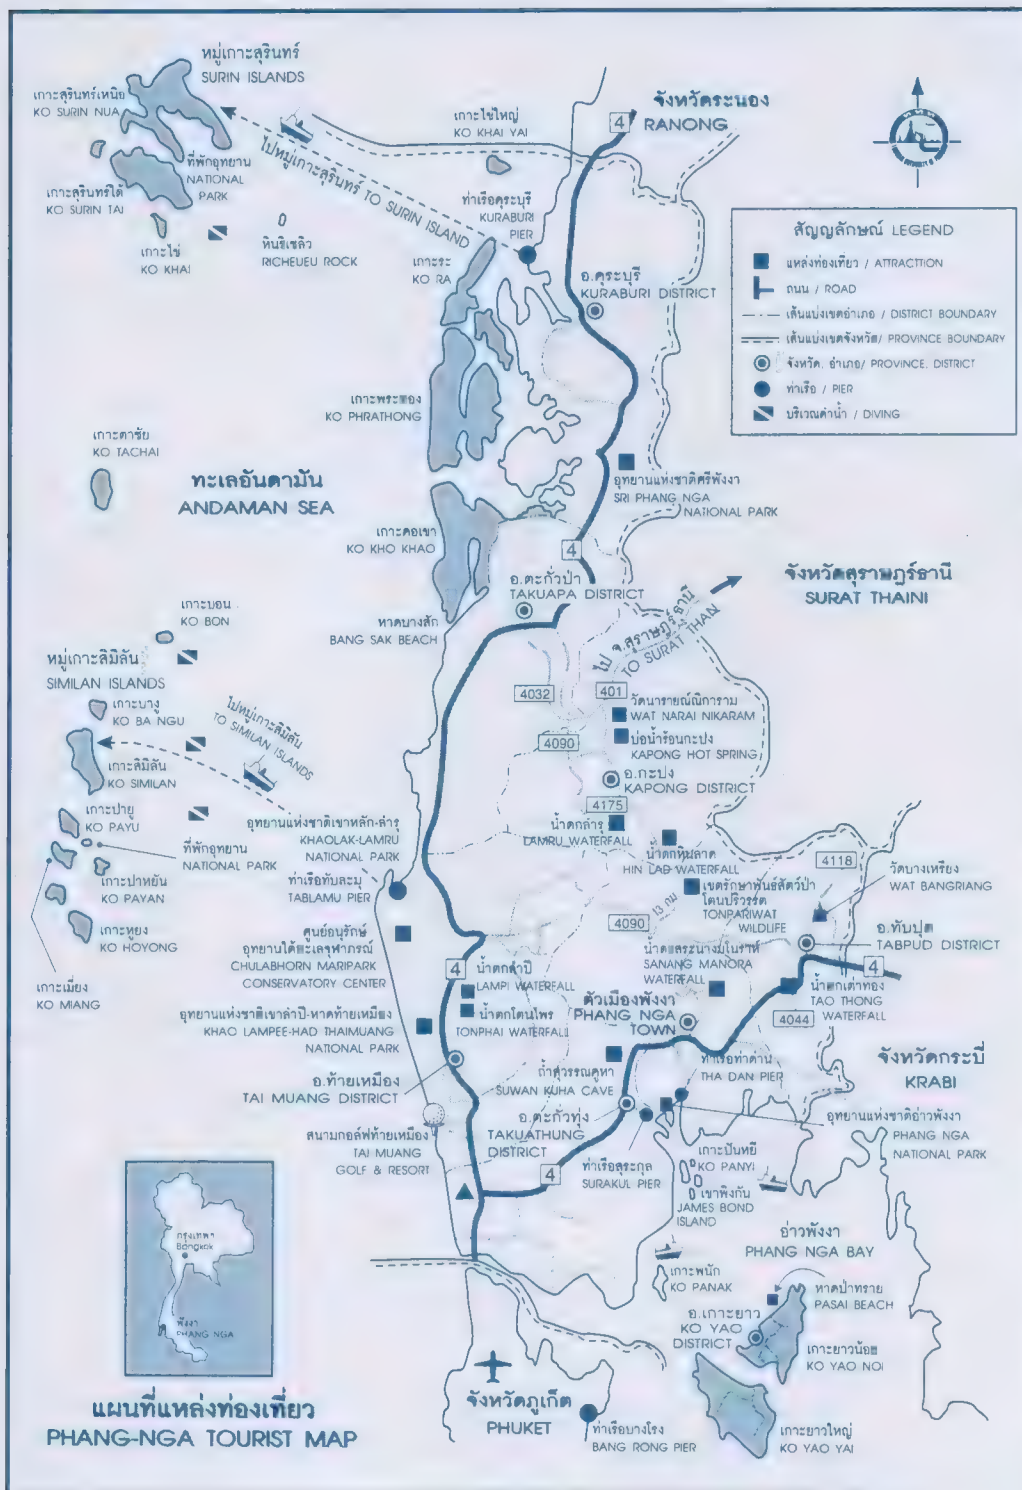 หมู่เกาะสุรินทร์
SURIN ISLANDS
เกาะสุรินทร์เหนือ
KO SURIN NUA
เกาะไข่ใหญ่
KO KHAI YAI
จังหวัดระนอง
RANONG
4
ที่พักอุทยาน
NATIONAL
PARK
ไปหมู่เกาะสุรินทร์ TO SURIN ISLAND
เกาะสุรินทร์ใต้
KO SURIN TAI
ท่าเรือคุระบุรี
KURABURI
PIER
เกาะไข่
KO KHAI
หินริเชลิว
RICHEUEU ROCK
เกาะระ
KO RA
อ.คุระบุรี
KURABURI DISTRICT
สัญญลักษณ์ LEGEND
แหล่งท่องเที่ยว / ATTRACTION
ถนน / ROAD
เส้นแบ่งเขตอำเภอ / DISTRICT BOUNDARY
เส้นแบ่งเขตจังหวัด/ PROVINCE BOUNDARY
จังหวัด, อำเภอ/ PROVINCE, DISTRICT
ท่าเรือ / PIER
บริเวณดำน้ำ / DIVING
เกาะพระทอง
KO PHRATHONG
เกาะตาชัย
KO TACHAI
ทะเลอันดามัน
ANDAMAN SEA
อุทยานแห่งชาติศรีพังงา
SRI PHANG NGA
NATIONAL PARK
เกาะคอเขา
KO KHO KHAO
4
อ.ตะกั่วป่า
TAKUAPA DISTRICT
จังหวัดสุราษฎร์ธานี
SURAT THAINI
ไป จ.สุราษฎร์ธานี
TO SURAT THANI
เกาะบอน
KO BON
หาดบางสัก
BANG SAK BEACH
หมู่เกาะสิมิลัน
SIMILAN ISLANDS
4032
401
วัดนารายณ์ณิการาม
WAT NARAI NIKARAM
เกาะบางู
KO BA NGU
ไปหมู่เกาะสิมิลัน
TO SIMILAN ISLANDS
4090
บ่อน้ำร้อนกะปง
KAPONG HOT SPRING
เกาะสิมิลัน
KO SIMILAN
อ.กะปง
KAPONG DISTRICT
4175
เกาะปายู
KO PAYU
อุทยานแห่งชาติเขาหลัก-ลำรุ
KHAOLAK-LAMRU
NATIONAL PARK
น้ำตกลำรุ
LAMRU WATERFALL
น้ำตกหินลาด
HIN LAD WATERFALL
4118
ที่พักอุทยาน
NATIONAL PARK
วัดบางเหรียง
WAT BANGRIANG
เกาะปาหยัน
KO PAYAN
ท่าเรือทับละมุ
TABLAMU PIER
เขตรักษาพันธุ์สัตว์ป่า
โตนปริวรรต
TONPARIWAT
WILDLIFE
13 กม
4090
เกาะหูยง
KO HOYONG
ศูนย์อนุรักษ์
อุทยานใต้ทะเลจุฬาภรณ์
CHULABHORN MARIPARK
CONSERVATORY CENTER
อ.ทับปุด
TABPUD DISTRICT
น้ำตกสระนางมโนราห์
SANANG MANORA
WATERFALL
4
น้ำตกลำปี
LAMPI WATERFALL
4
เกาะเมี่ยง
KO MIANG
น้ำตกเต่าทอง
TAO THONG
WATERFALL
ตัวเมืองพังงา
PHANG NGA
TOWN
อุทยานแห่งชาติเขาลำปี-หาดท้ายเหมือง
KHAO LAMPEE-HAD THAIMUANG
NATIONAL PARK
น้ำตกโตนไพร
TONPHAI WATERFALL
4044
ท่าเรือท่าด่าน
THA DAN PIER
จังหวัดกระบี่
KRABI
ถ้ำสุวรรณคูหา
SUWAN KUHA CAVE
อ.ท้ายเหมือง
TAI MUANG DISTRICT
อ.ตะกั่วทุ่ง
TAKUATHUNG
DISTRICT
อุทยานแห่งชาติอ่าวพังงา
PHANG NGA
NATIONAL PARK
สนามกอล์ฟท้ายเหมือง
TAI MUANG
GOLF & RESORT
4
ท่าเรือสุระกุล
SURAKUL PIER
เกาะปันหยี
KO PANYI
เขาพิงกัน
JAMES BOND
ISLAND
อ่าวพังงา
PHANG NGA BAY
เกาะพนัก
KO PANAK
หาดป่าทราย
PASAI BEACH
อ.เกาะยาว
KO YAO
DISTRICT
เกาะยาวน้อย
KO YAO NOI
กรุงเทพฯ
Bangkok
พังงา
PHANG NGA
จังหวัดภูเก็ต
PHUKET
ท่าเรือบางโรง
BANG RONG PIER
เกาะยาวใหญ่
KO YAO YAI
แผนที่แหล่งท่องเที่ยว
PHANG-NGA TOURIST MAP